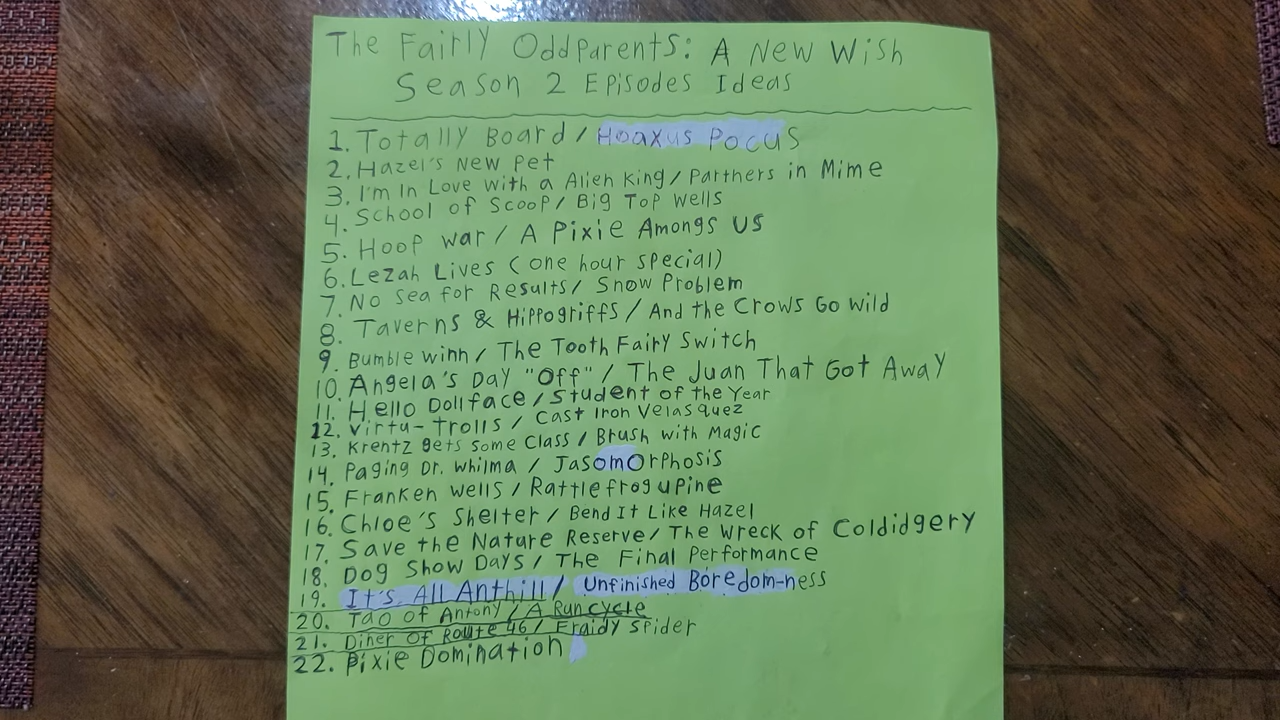 The Fairly Oddparents: A New Wish
Season 2 Episodes Ideas
1. Totally Board / Hoaxus Pocus
2. Hazel's New Pet
3. I'm In Love with a Alien King / Partners in Mime
4. School of Scoop / Big Top Wells
5. Hoop war / A Pixie Amongs US
6. Lezah Lives (one hour special)
7. No Sea for Results / Snow Problem
8. Taverns & Hippogriffs / And the Crows Go Wild
9. Bumble winn / The Tooth Fairy Switch
10. Angela's Day "Off" / The Juan That Got Away
11. Hello Dollface / Student of the Year
12. Virtu-Trolls / Cast Iron Velasquez
13. Krentz Gets Some Class / Brush with Magic
14. Paging Dr. Whilma / Jasomorphosis
15. Franken wells / Rattlefrogupine
16. Chloe's Shelter / Bend It Like Hazel
17. Save the Nature Reserve / The Wreck of Coldidgery
18. Dog Show Days / The Final Performance
19. It's All Anthill / Unfinished Boredom-ness
20. Tao of Antony / A Run cycle
21. Diner of Route 46 / Fraidy Spider
22. Pixie Domination